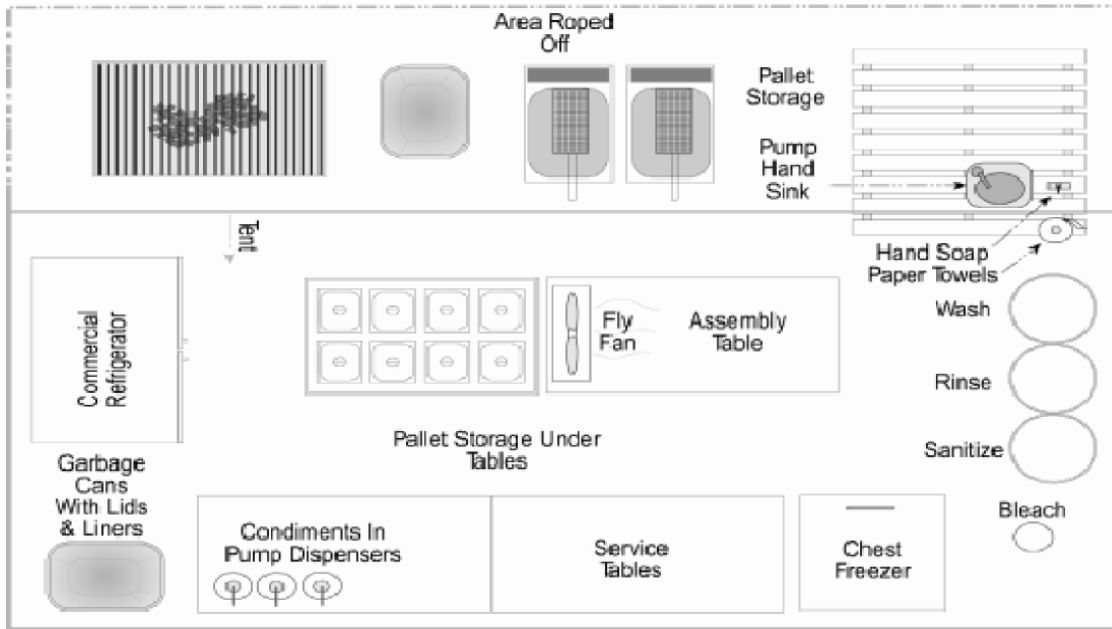 Area Roped
Off
Pallet
Storage
Pump
Hand
Sink
Tent
Hand Soap
Paper Towels
Commercial
Refrigerator
Fly
Fan
Assembly
Table
Wash
Rinse
Sanitize
Pallet Storage Under
Tables
Garbage
Cans
With Lids
& Liners
Condiments In
Pump Dispensers
Service
Tables
Chest
Freezer
Bleach